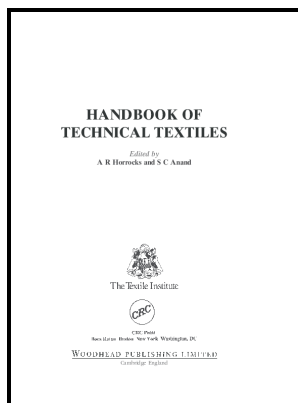 HANDBOOK OF
TECHNICAL TEXTILES
Edited by
A R Horrocks and S C Anand
The Textile Institute
CRC
CRC Press
Boca Raton Boston New York Washington, DC
WOODHEAD PUBLISHING LIMITED
Cambridge England